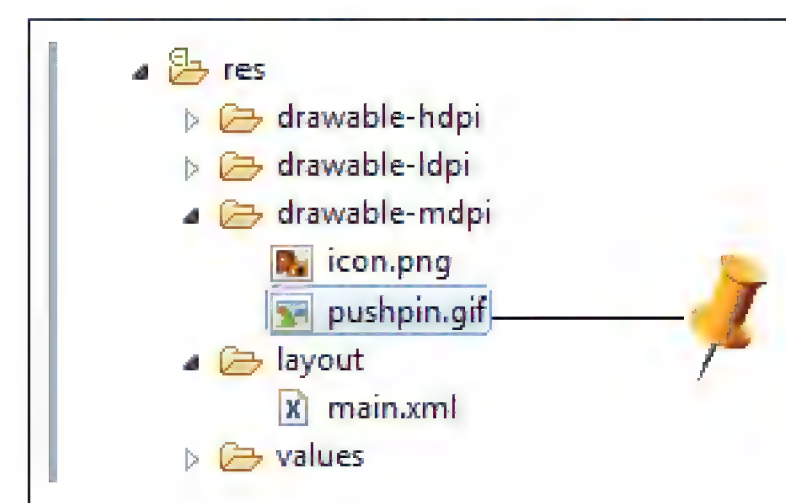 res
drawable-hdpi
drawable-ldpi
drawable-mdpi
icon.png
pushpin.gif
layout
main.xml
values